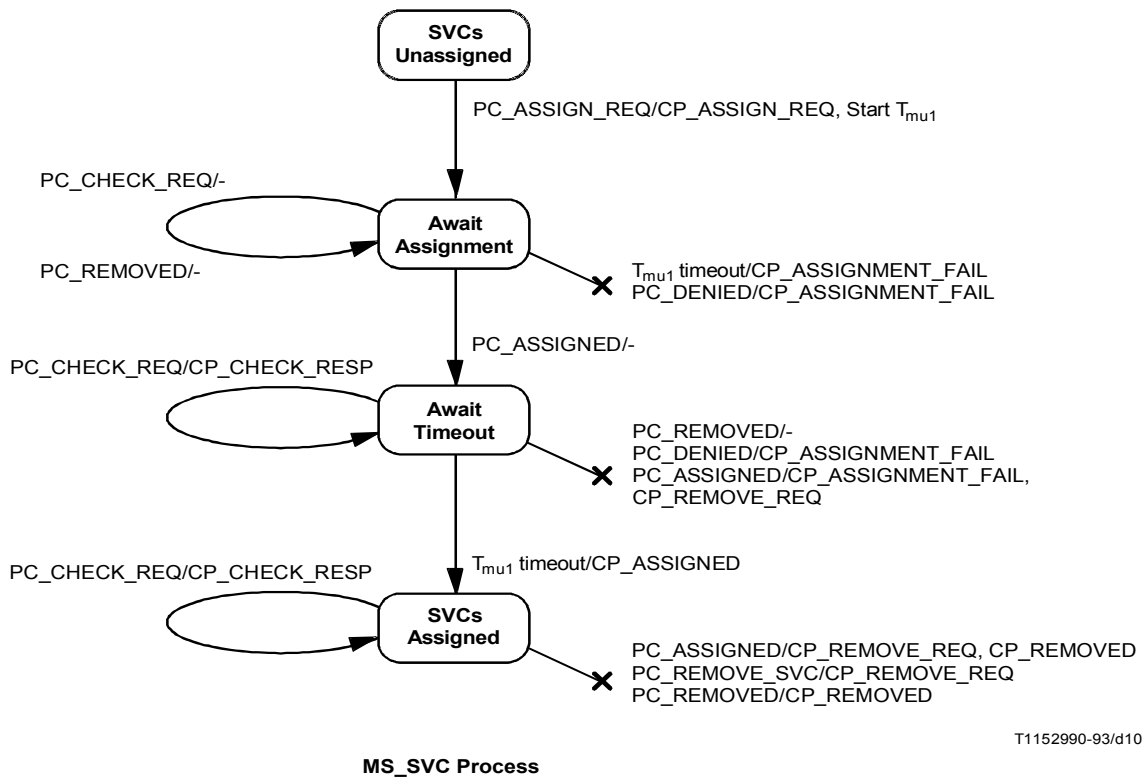 SVCs
Unassigned
PC_ASSIGN_REQ/CP_ASSIGN_REQ, Start Tmu1
PC_CHECK_REQ/-
Await
Assignment
PC_REMOVED/-
Tmu1 timeout/CP_ASSIGNMENT_FAIL
PC_DENIED/CP_ASSIGNMENT_FAIL
PC_ASSIGNED/-
PC_CHECK_REQ/CP_CHECK_RESP
Await
Timeout
PC_REMOVED/-
PC_DENIED/CP_ASSIGNMENT_FAIL
PC_ASSIGNED/CP_ASSIGNMENT_FAIL,
CP_REMOVE_REQ
Tmu1 timeout/CP_ASSIGNED
PC_CHECK_REQ/CP_CHECK_RESP
SVCs
Assigned
PC_ASSIGNED/CP_REMOVE_REQ, CP_REMOVED
PC_REMOVE_SVC/CP_REMOVE_REQ
PC_REMOVED/CP_REMOVED
T1152990-93/d10
MS_SVC Process